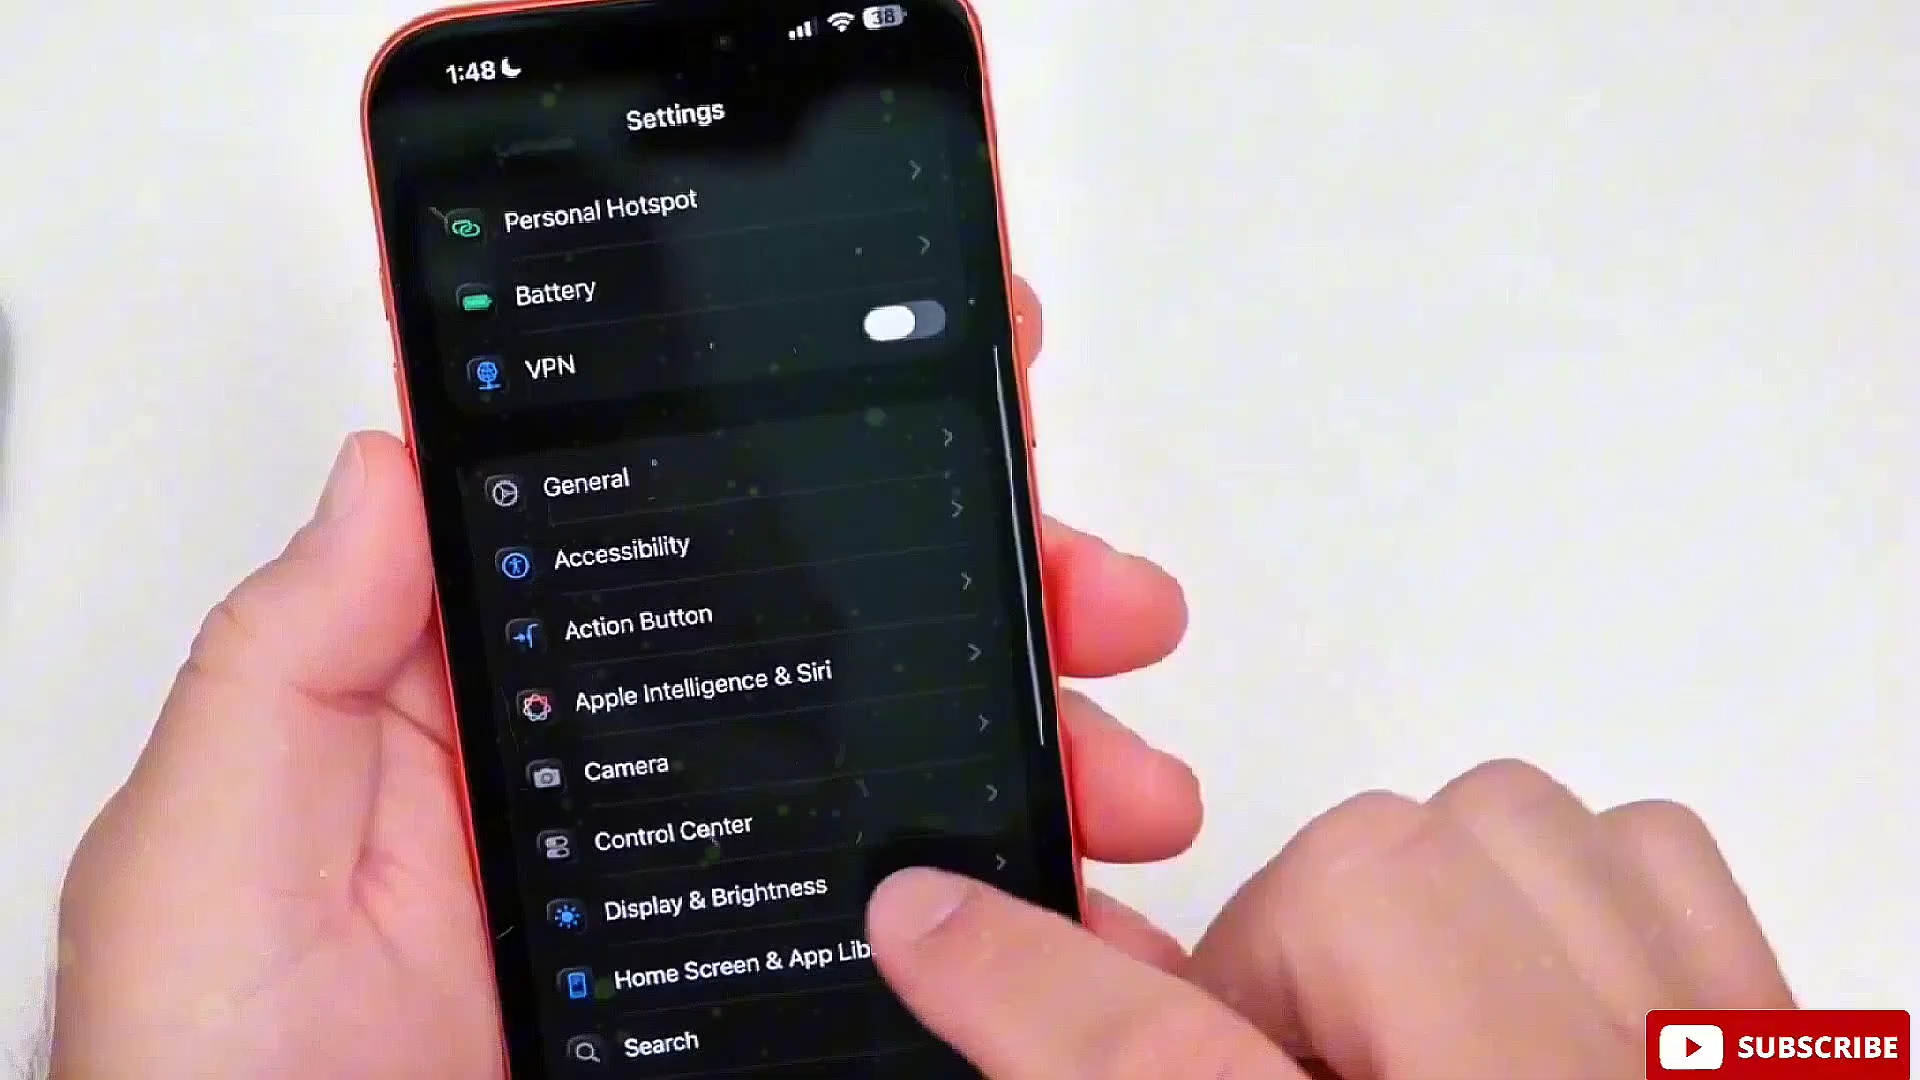 1:48
38
Settings
Personal Hotspot
Battery
VPN
General
Accessibility
Action Button
Apple Intelligence & Siri
Camera
Control Center
Display & Brightness
Home Screen & App Lib
Search
SUBSCRIBE